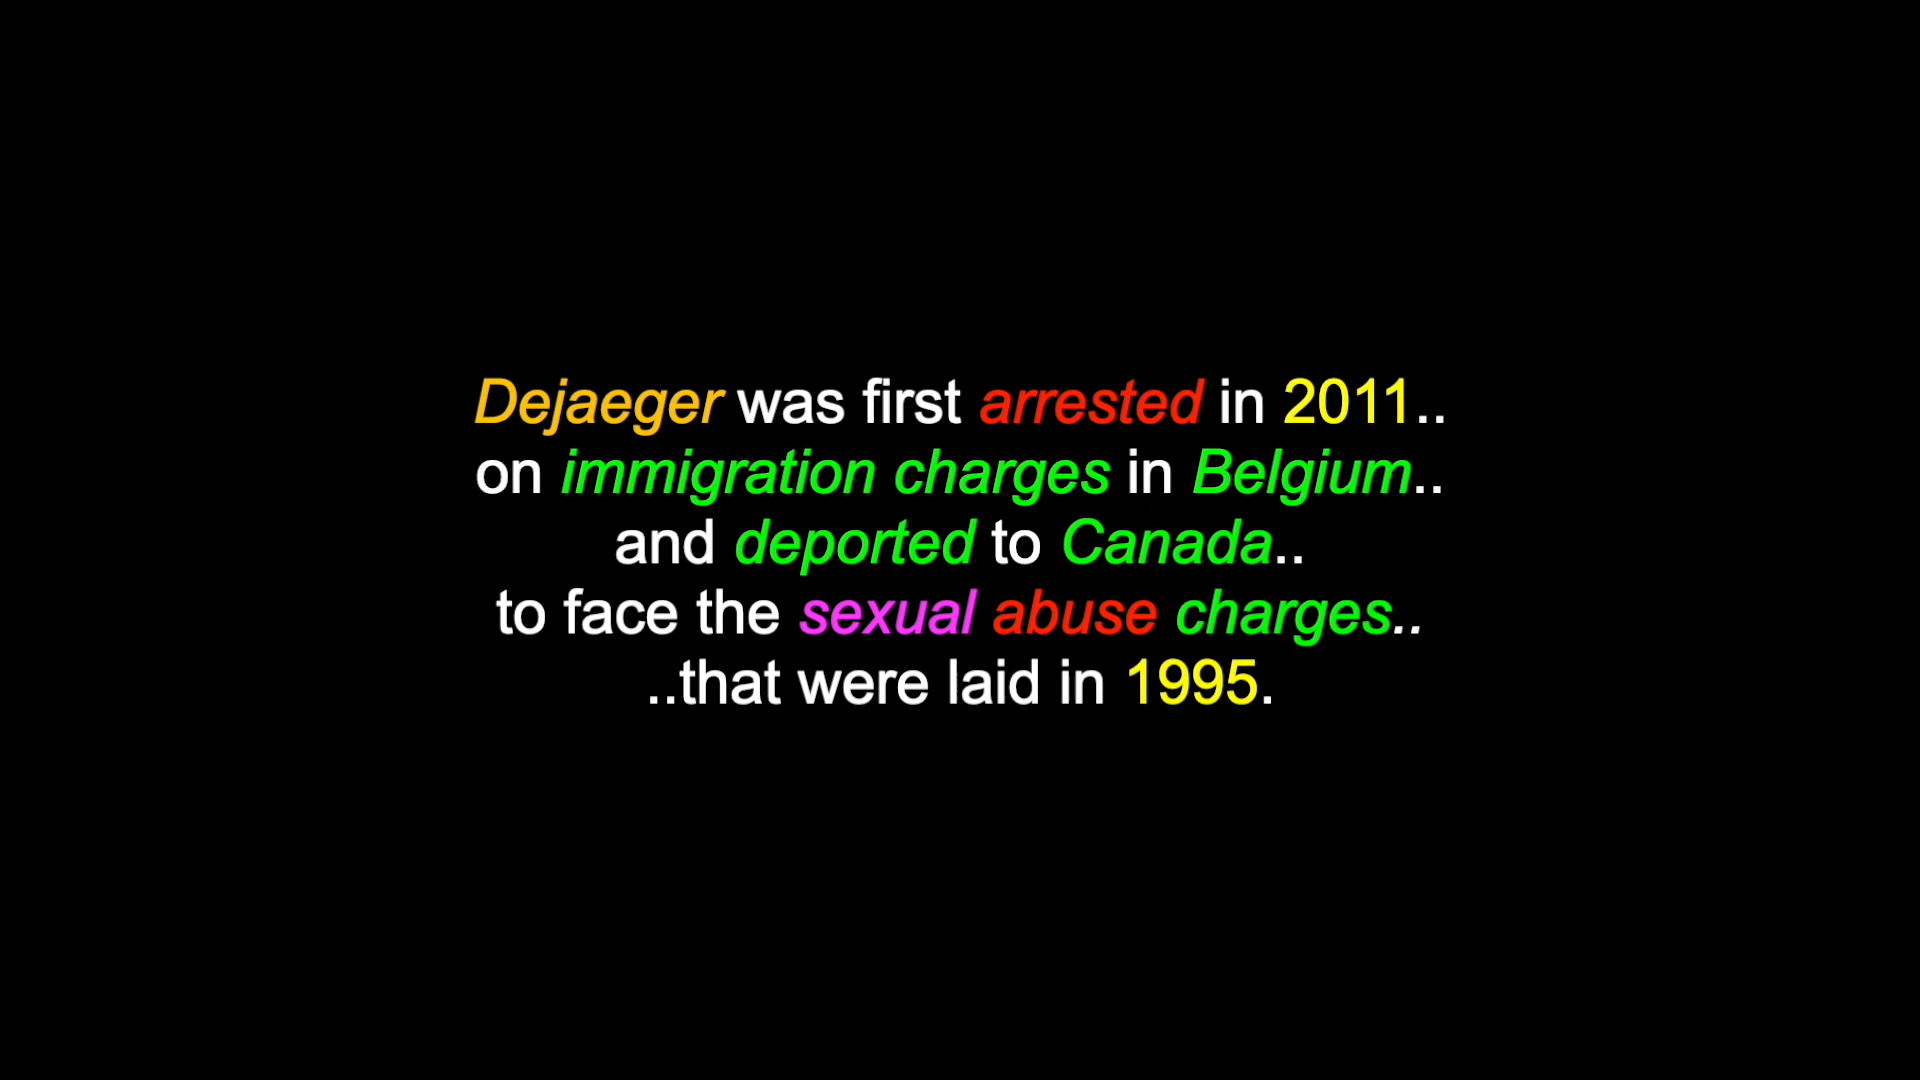 Dejaeger was first arrested in 2011..
on immigration charges in Belgium..
and deported to Canada..
to face the sexual abuse charges..
..that were laid in 1995.